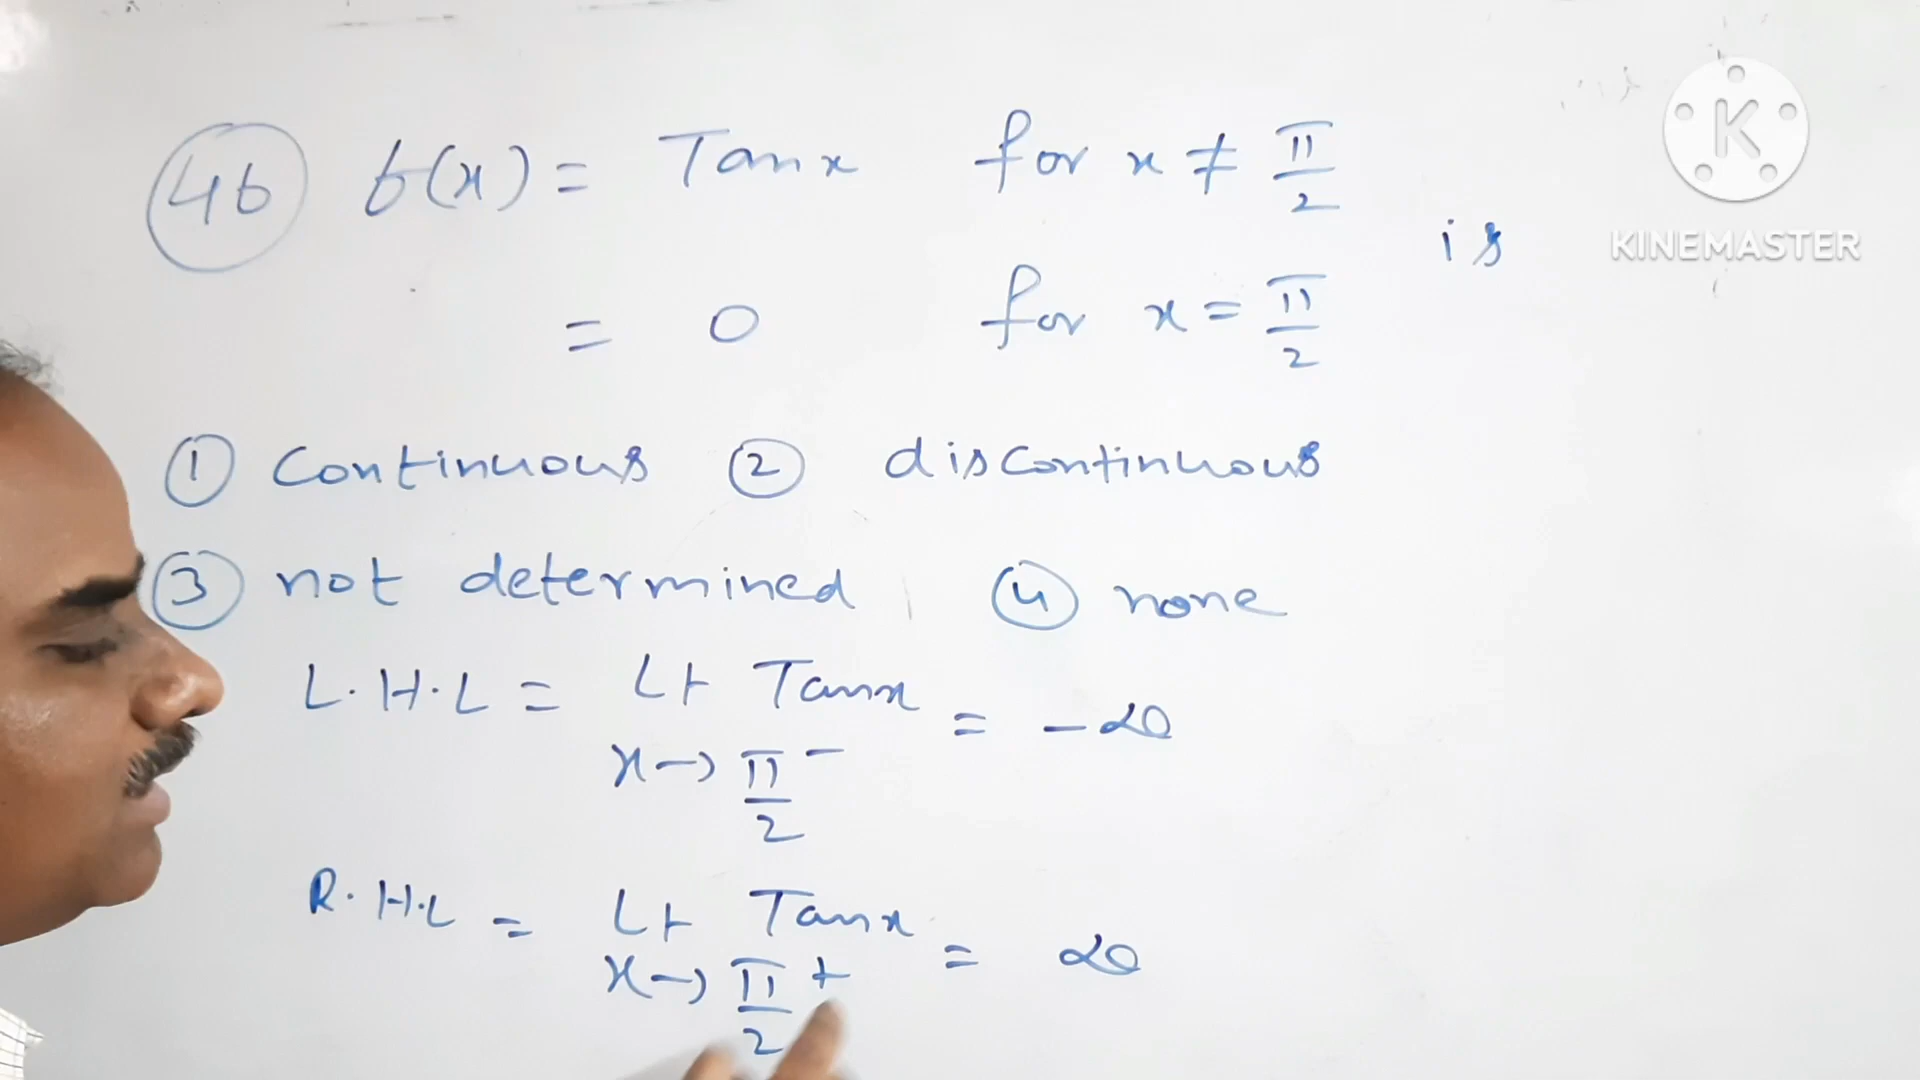 46 f(x) = Tan x for x ≠ π/2
is
= 0 for x = π/2
① Continuous ② discontinuous
③ not determined ④ none
L.H.L = Lt Tanx = -∞
x→π/2 -
R.H.L = Lt Tanx = ∞
x→π/2 +
K
KINEMASTER